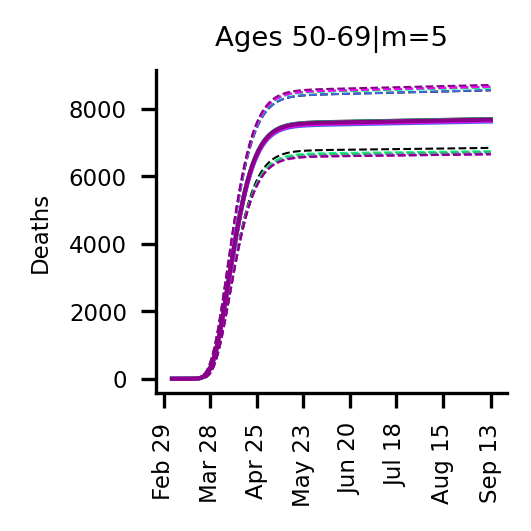 Ages 50-69|m=5
Deaths
8000
6000
4000
2000
0
Feb 29
Mar 28
Apr 25
May 23
Jun 20
Jul 18
Aug 15
Sep 13